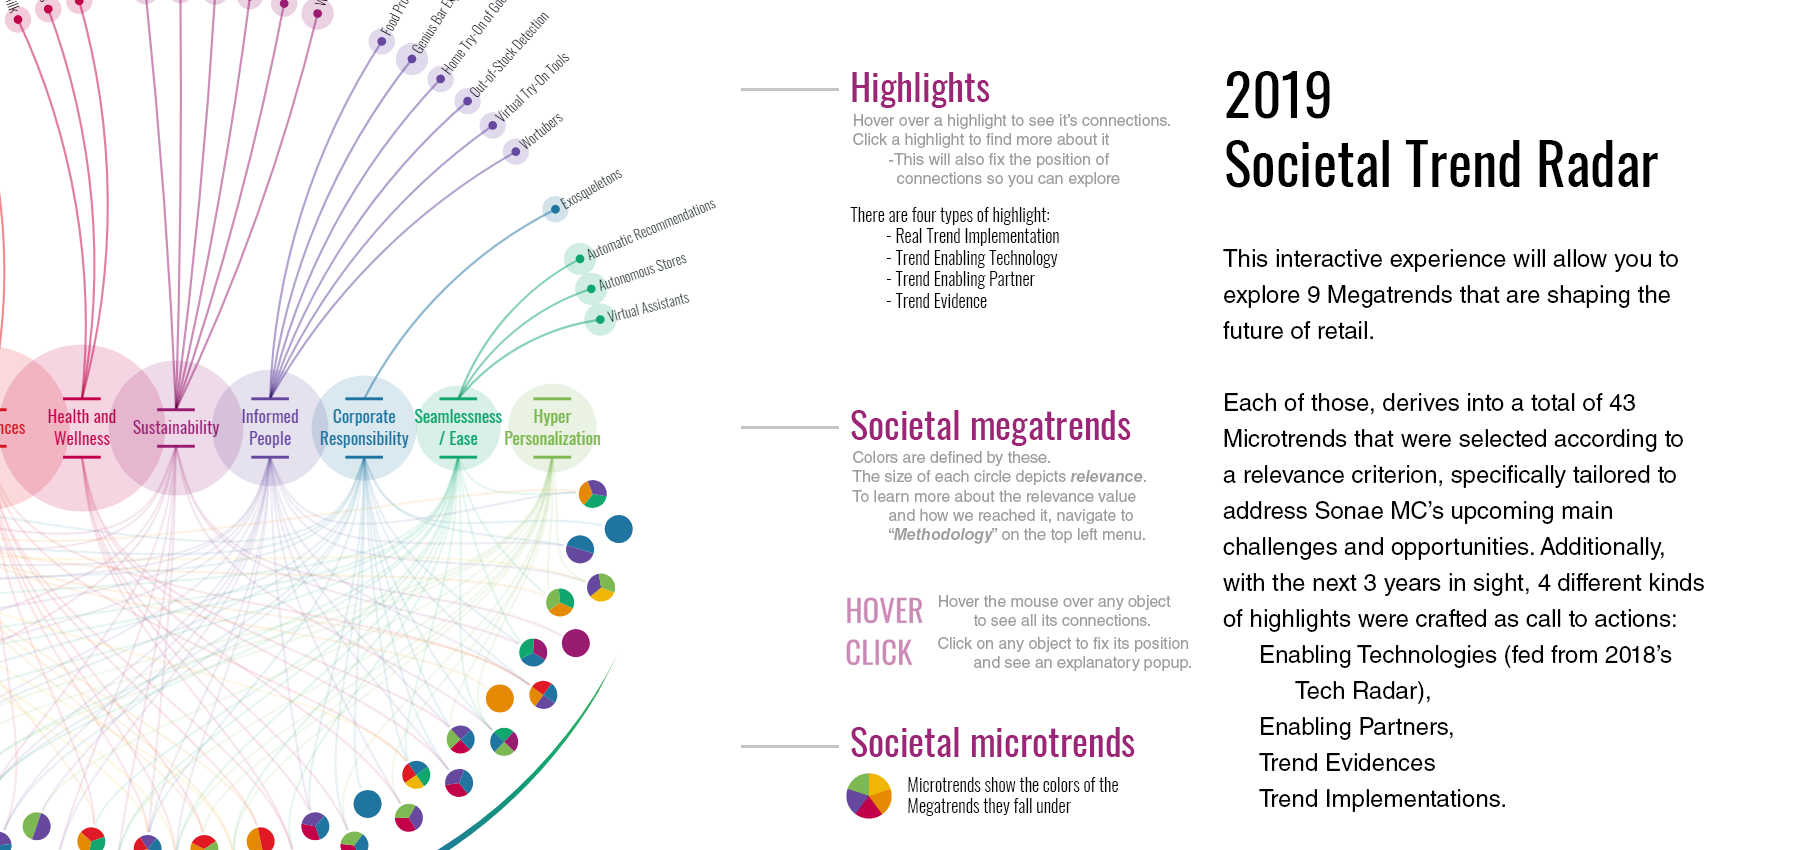 Food
Genius Bar
Home Try-On of
Out-of-Stock Detection
Virtual Try-On Tools
Wortubers
Exosqueletons
Automatic Recommendations
Autonomous Stores
Virtual Assistants
Health and
Wellness
Sustainability
Informed
People
Corporate
Responsibility
Seamlessness
/ Ease
Hyper
Personalization
Highlights
Hover over a highlight to see it’s connections.
Click a highlight to find more about it
-This will also fix the position of
connections so you can explore
There are four types of highlight:
- Real Trend Implementation
- Trend Enabling Technology
- Trend Enabling Partner
- Trend Evidence
Societal megatrends
Colors are defined by these.
The size of each circle depicts relevance.
To learn more about the relevance value
and how we reached it, navigate to
“Methodology” on the top left menu.
HOVER
Hover the mouse over any object
to see all its connections.
CLICK
Click on any object to fix its position
and see an explanatory popup.
Societal microtrends
Microtrends show the colors of the
Megatrends they fall under
2019
Societal Trend Radar
This interactive experience will allow you to
explore 9 Megatrends that are shaping the
future of retail.
Each of those, derives into a total of 43
Microtrends that were selected according to
a relevance criterion, specifically tailored to
address Sonae MC’s upcoming main
challenges and opportunities. Additionally,
with the next 3 years in sight, 4 different kinds
of highlights were crafted as call to actions:
Enabling Technologies (fed from 2018’s
Tech Radar),
Enabling Partners,
Trend Evidences
Trend Implementations.